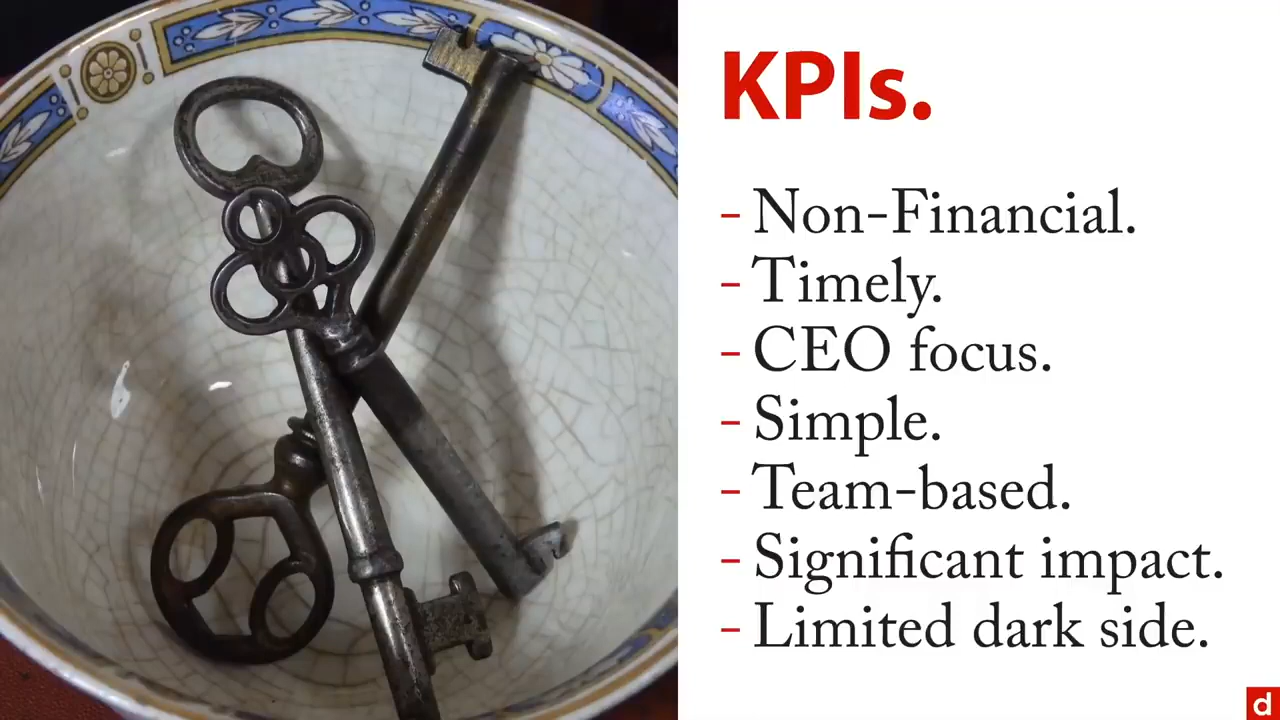 KPIs.
- Non-Financial.
- Timely.
- CEO focus.
- Simple.
- Team-based.
- Significant impact.
- Limited dark side.
d